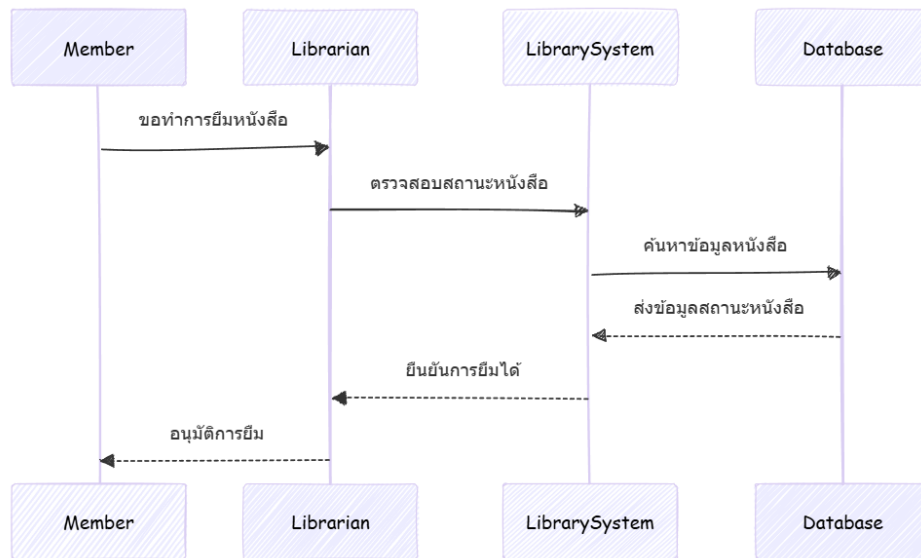 Member
Librarian
LibrarySystem
Database
ขอทำการยืมหนังสือ
ตรวจสอบสถานะหนังสือ
ค้นหาข้อมูลหนังสือ
ส่งข้อมูลสถานะหนังสือ
ยืนยันการยืมได้
อนุมัติการยืม
Member
Librarian
LibrarySystem
Database